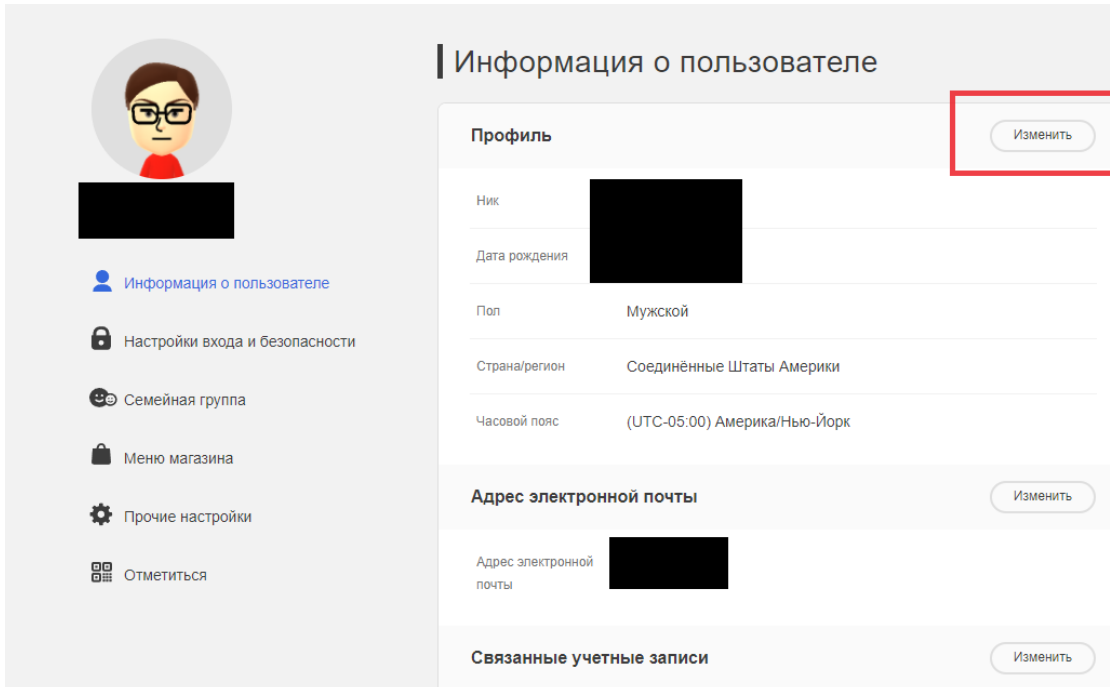 Информация о пользователе
Профиль
Изменить
Ник
Дата рождения
Пол
Мужской
Страна/регион
Соединённые Штаты Америки
Часовой пояс
(UTC-05:00) Америка/Нью-Йорк
Адрес электронной почты
Изменить
Адрес электронной
почты
Связанные учетные записи
Изменить
Информация о пользователе
Настройки входа и безопасности
Семейная группа
Меню магазина
Прочие настройки
Отметиться